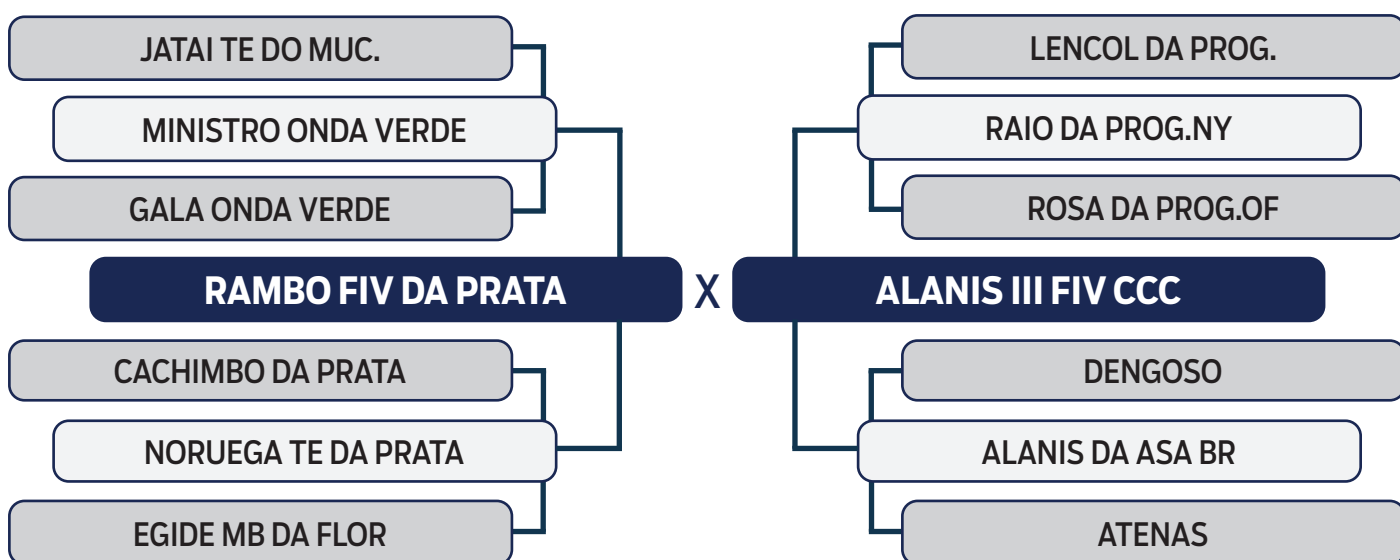 JATAI TE DO MUC.
MINISTRO ONDA VERDE
GALA ONDA VERDE
LENCOL DA PROG.
RAIO DA PROG.NY
ROSA DA PROG.OF
RAMBO FIV DA PRATA X ALANIS III FIV CCC
CACHIMBO DA PRATA
NORUEGA TE DA PRATA
EGIDE MB DA FLOR
DENGOSO
ALANIS DA ASA BR
ATENAS